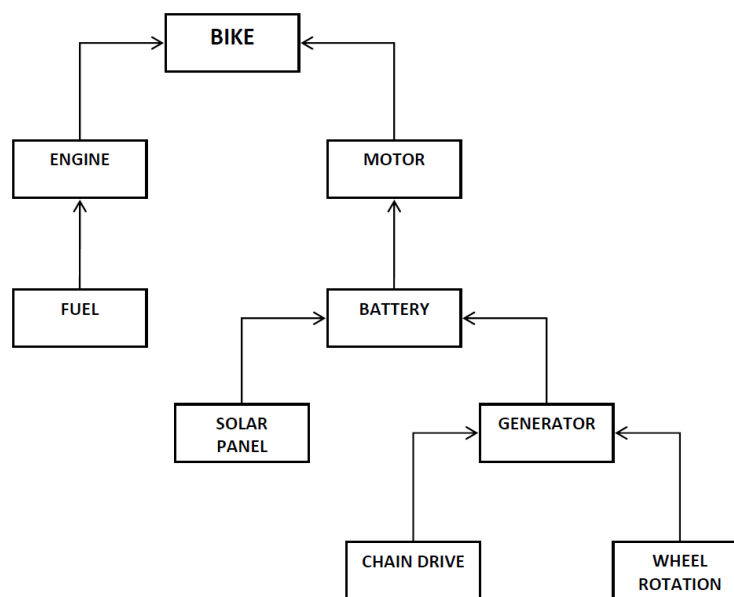 BIKE
ENGINE
MOTOR
FUEL
BATTERY
SOLAR
PANEL
GENERATOR
CHAIN DRIVE
WHEEL
ROTATION